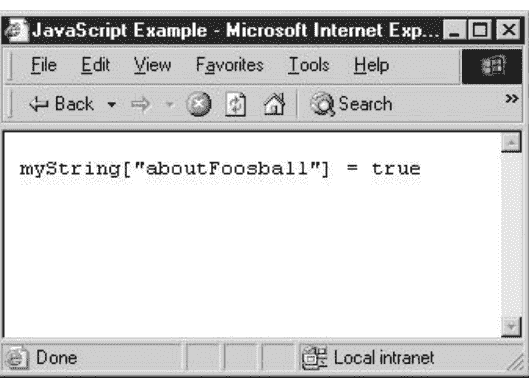 JavaScript Example - Microsoft Internet Exp...
File Edit View Favorites Tools Help
Back Search »
myString["aboutFoosball"] = true
Done Local intranet